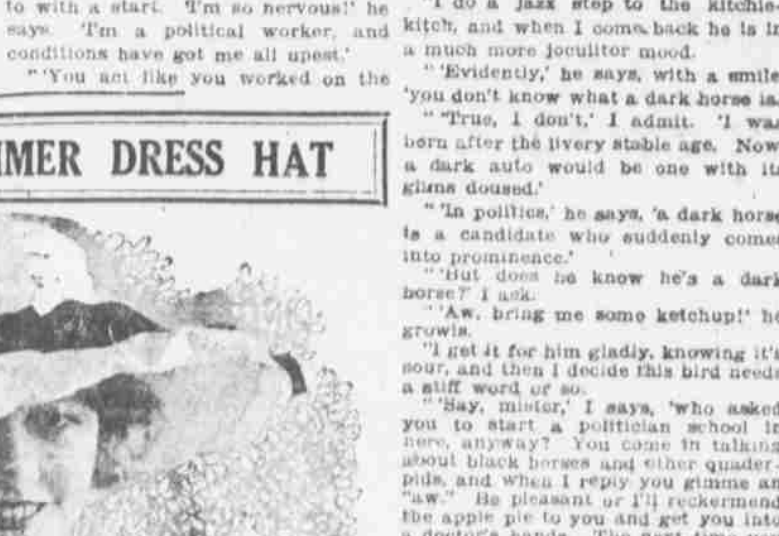 to with a start. 'I'm so nervous!' he
says. 'I'm a political worker, and
conditions have got me all upest.'
"'You act like you worked on the
MER DRESS HAT
"I do a jazz step to the kitchie-
kitch, and when I come back he is in
a much more joculitor mood.
"'Evidently,' he says, with a smile
'you don't know what a dark horse is.
"'True, I don't,' I admit. 'I was
born after the livery stable age. Now
a dark auto would be one with its
glims doused.'
"'In politics,' he says, 'a dark horse
is a candidate who suddenly comes
into prominence.'
"'But does he know he's a dark
horse?' I ask.
"'Aw, bring me some ketchup!' he
growls.
"I get it for him gladly, knowing it's
sour, and then I decide this bird needs
a stiff word or so.
"'Say, mister,' I says, 'who asked
you to start a politician school in
here, anyway? You come in talking
about black horses and other quader-
pids, and when I reply you gimme an
"aw." Be pleasant or I'll reckermend
the apple pie to you and get you into
a doctor's hands. The next time you